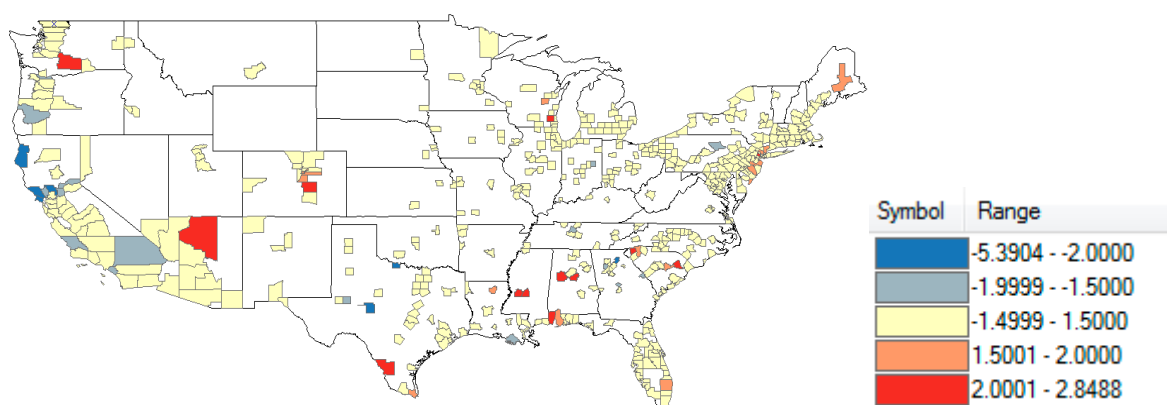 Symbol Range
-5.3904 - -2.0000
-1.9999 - -1.5000
-1.4999 - 1.5000
1.5001 - 2.0000
2.0001 - 2.8488